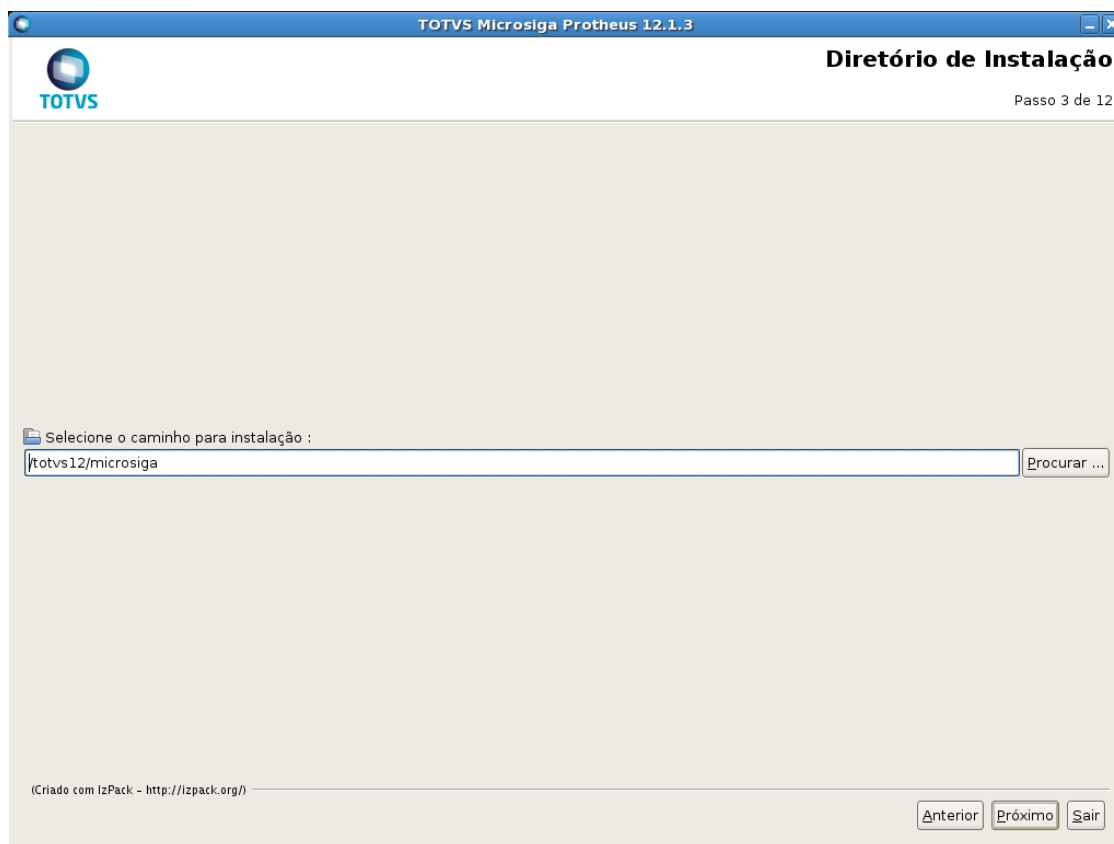 TOTVS Microsiga Protheus 12.1.3
TOTVS
Diretório de Instalação
Passo 3 de 12
Selecione o caminho para instalação :
/totvs12/microsiga
Procurar ...
(Criado com IzPack - http://izpack.org/)
Anterior Próximo Sair